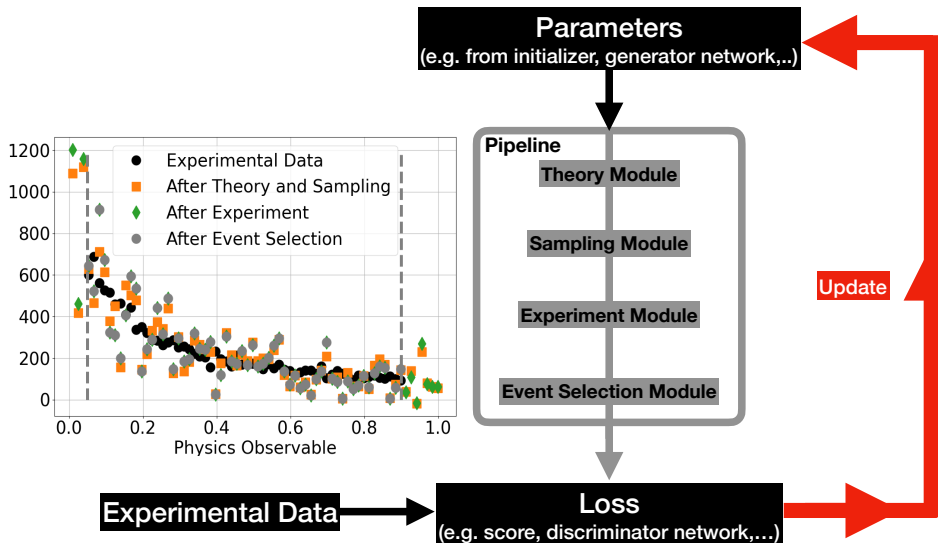 Parameters
(e.g. from initializer, generator network,..)
Pipeline
Theory Module
Sampling Module
Experiment Module
Event Selection Module
Update
1200
1000
800
600
400
200
0
Experimental Data
After Theory and Sampling
After Experiment
After Event Selection
0.0 0.2 0.4 0.6 0.8 1.0
Physics Observable
Experimental Data
Loss
(e.g. score, discriminator network,...)